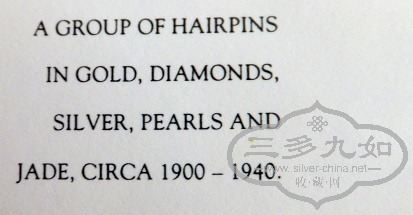 A GROUP OF HAIRPINS
IN GOLD, DIAMONDS,
SILVER, PEARLS AND
JADE, CIRCA 1900 – 1940.
三多九如
www.silver-china.net
收·藏·网